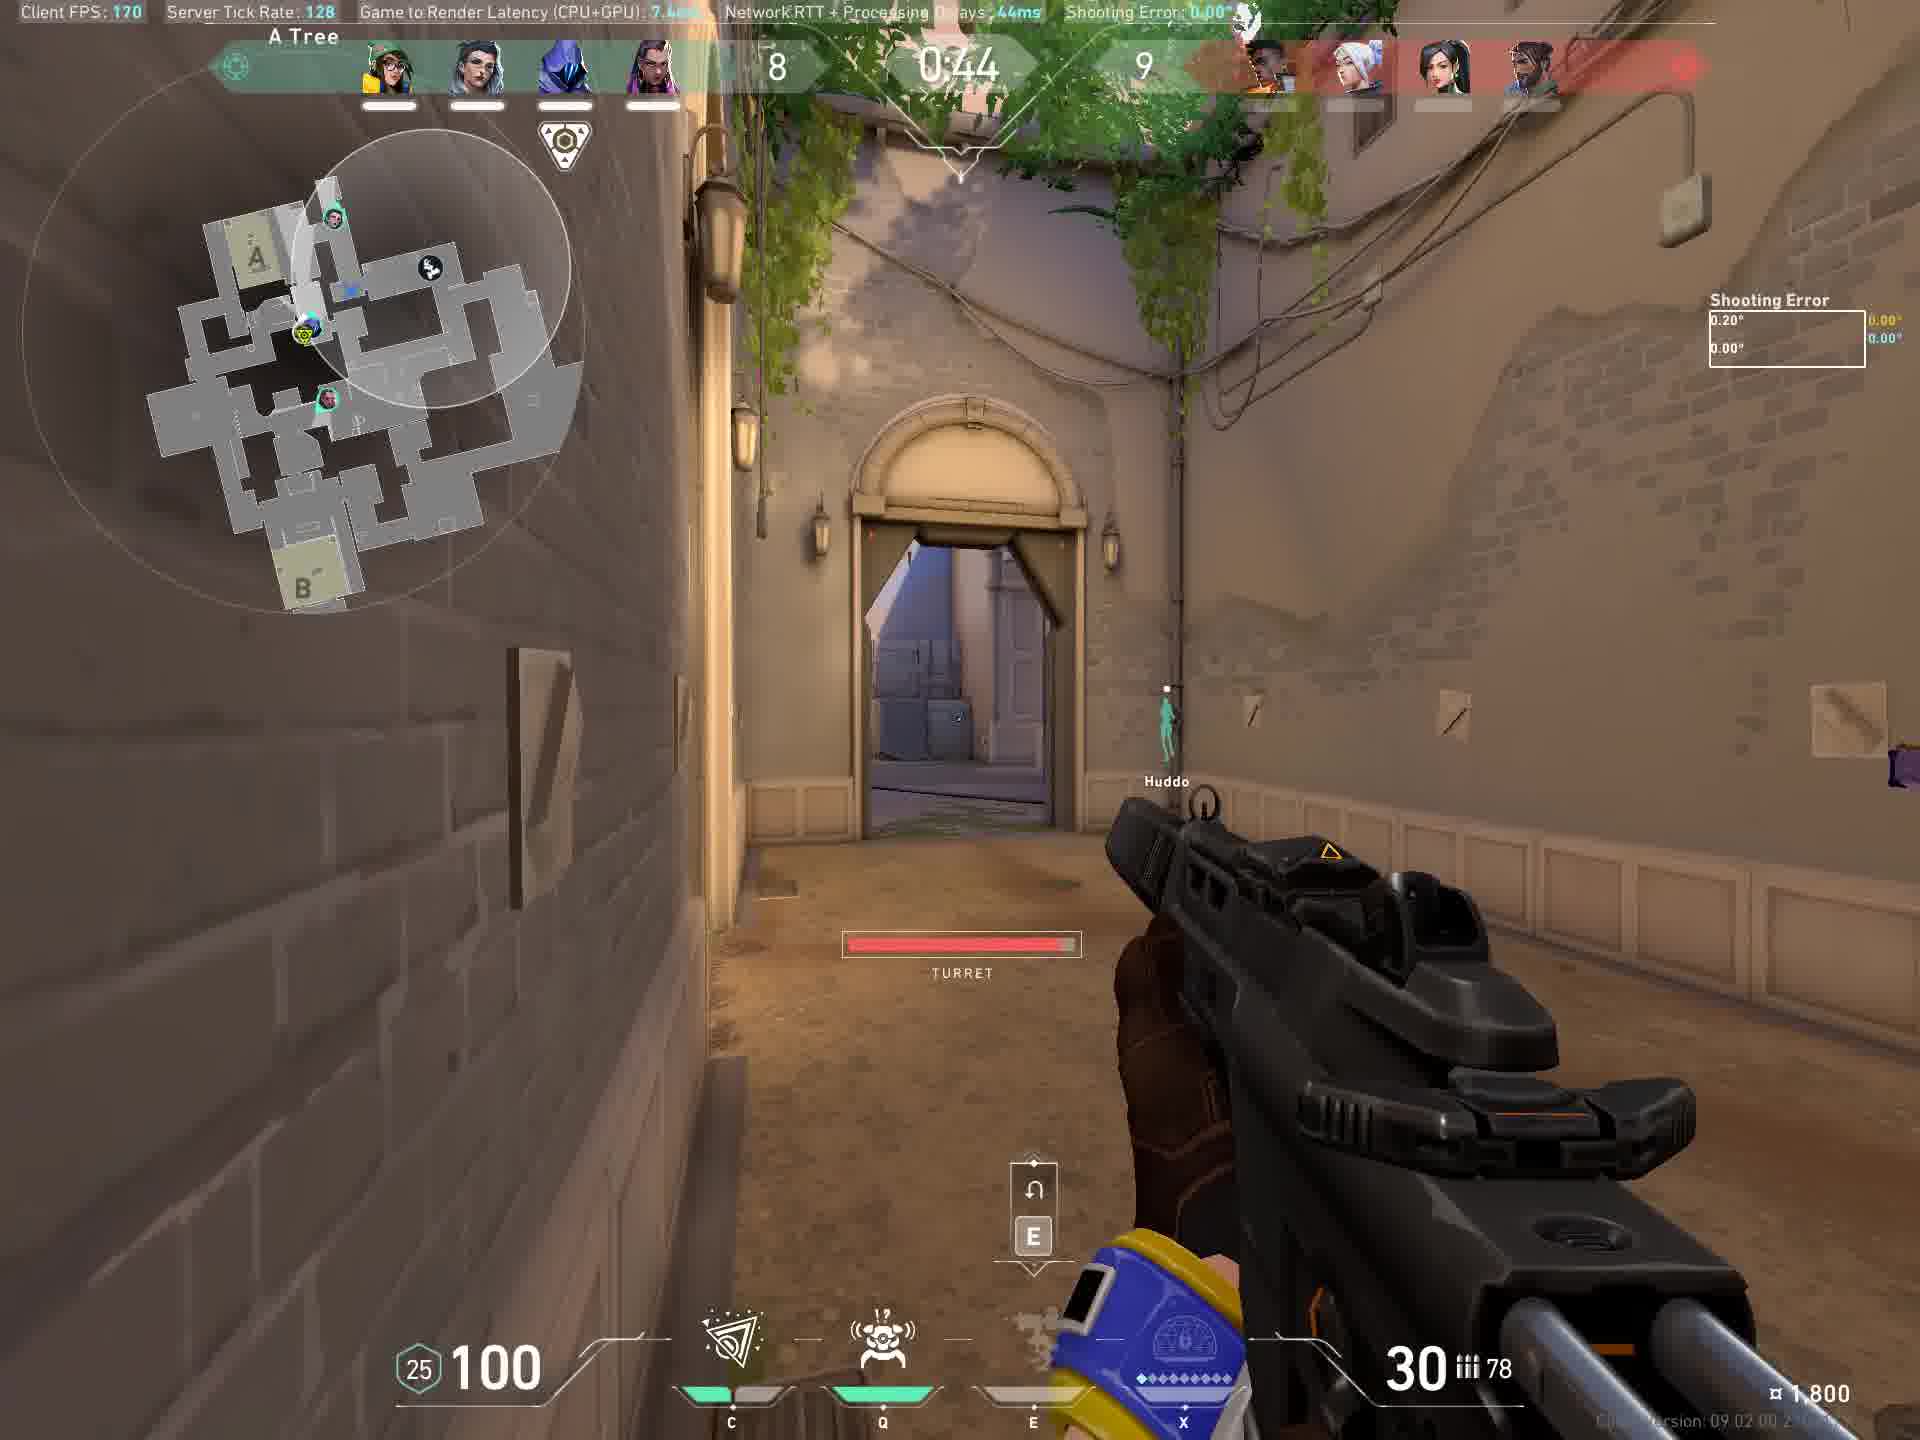 Client FPS: 170 Server Tick Rate: 128 Game to Render Latency (CPU+GPU): 7.4ms Network RTT + Processing Delays: 44ms Shooting Error: 0.00°
A Tree
8 0:44 9
A
B
Shooting Error
0.20° 0.00°
0.00°
0.00°
Huddo
TURRET
E
25 100
30 78
¤ 1,800
C Q E X